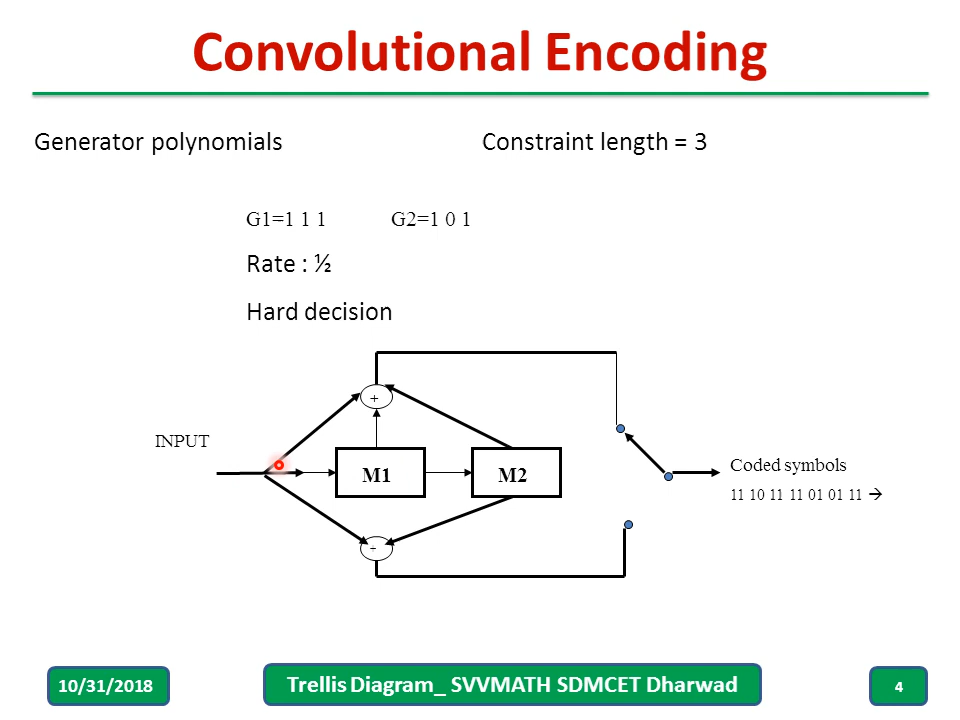 Convolutional Encoding
Generator polynomials Constraint length = 3
G1=1 1 1 G2=1 0 1
Rate : ½
Hard decision
+
INPUT
M1 M2
Coded symbols
11 10 11 11 01 01 11 →
+
10/31/2018 Trellis Diagram_ SVVMATH SDMCET Dharwad 4